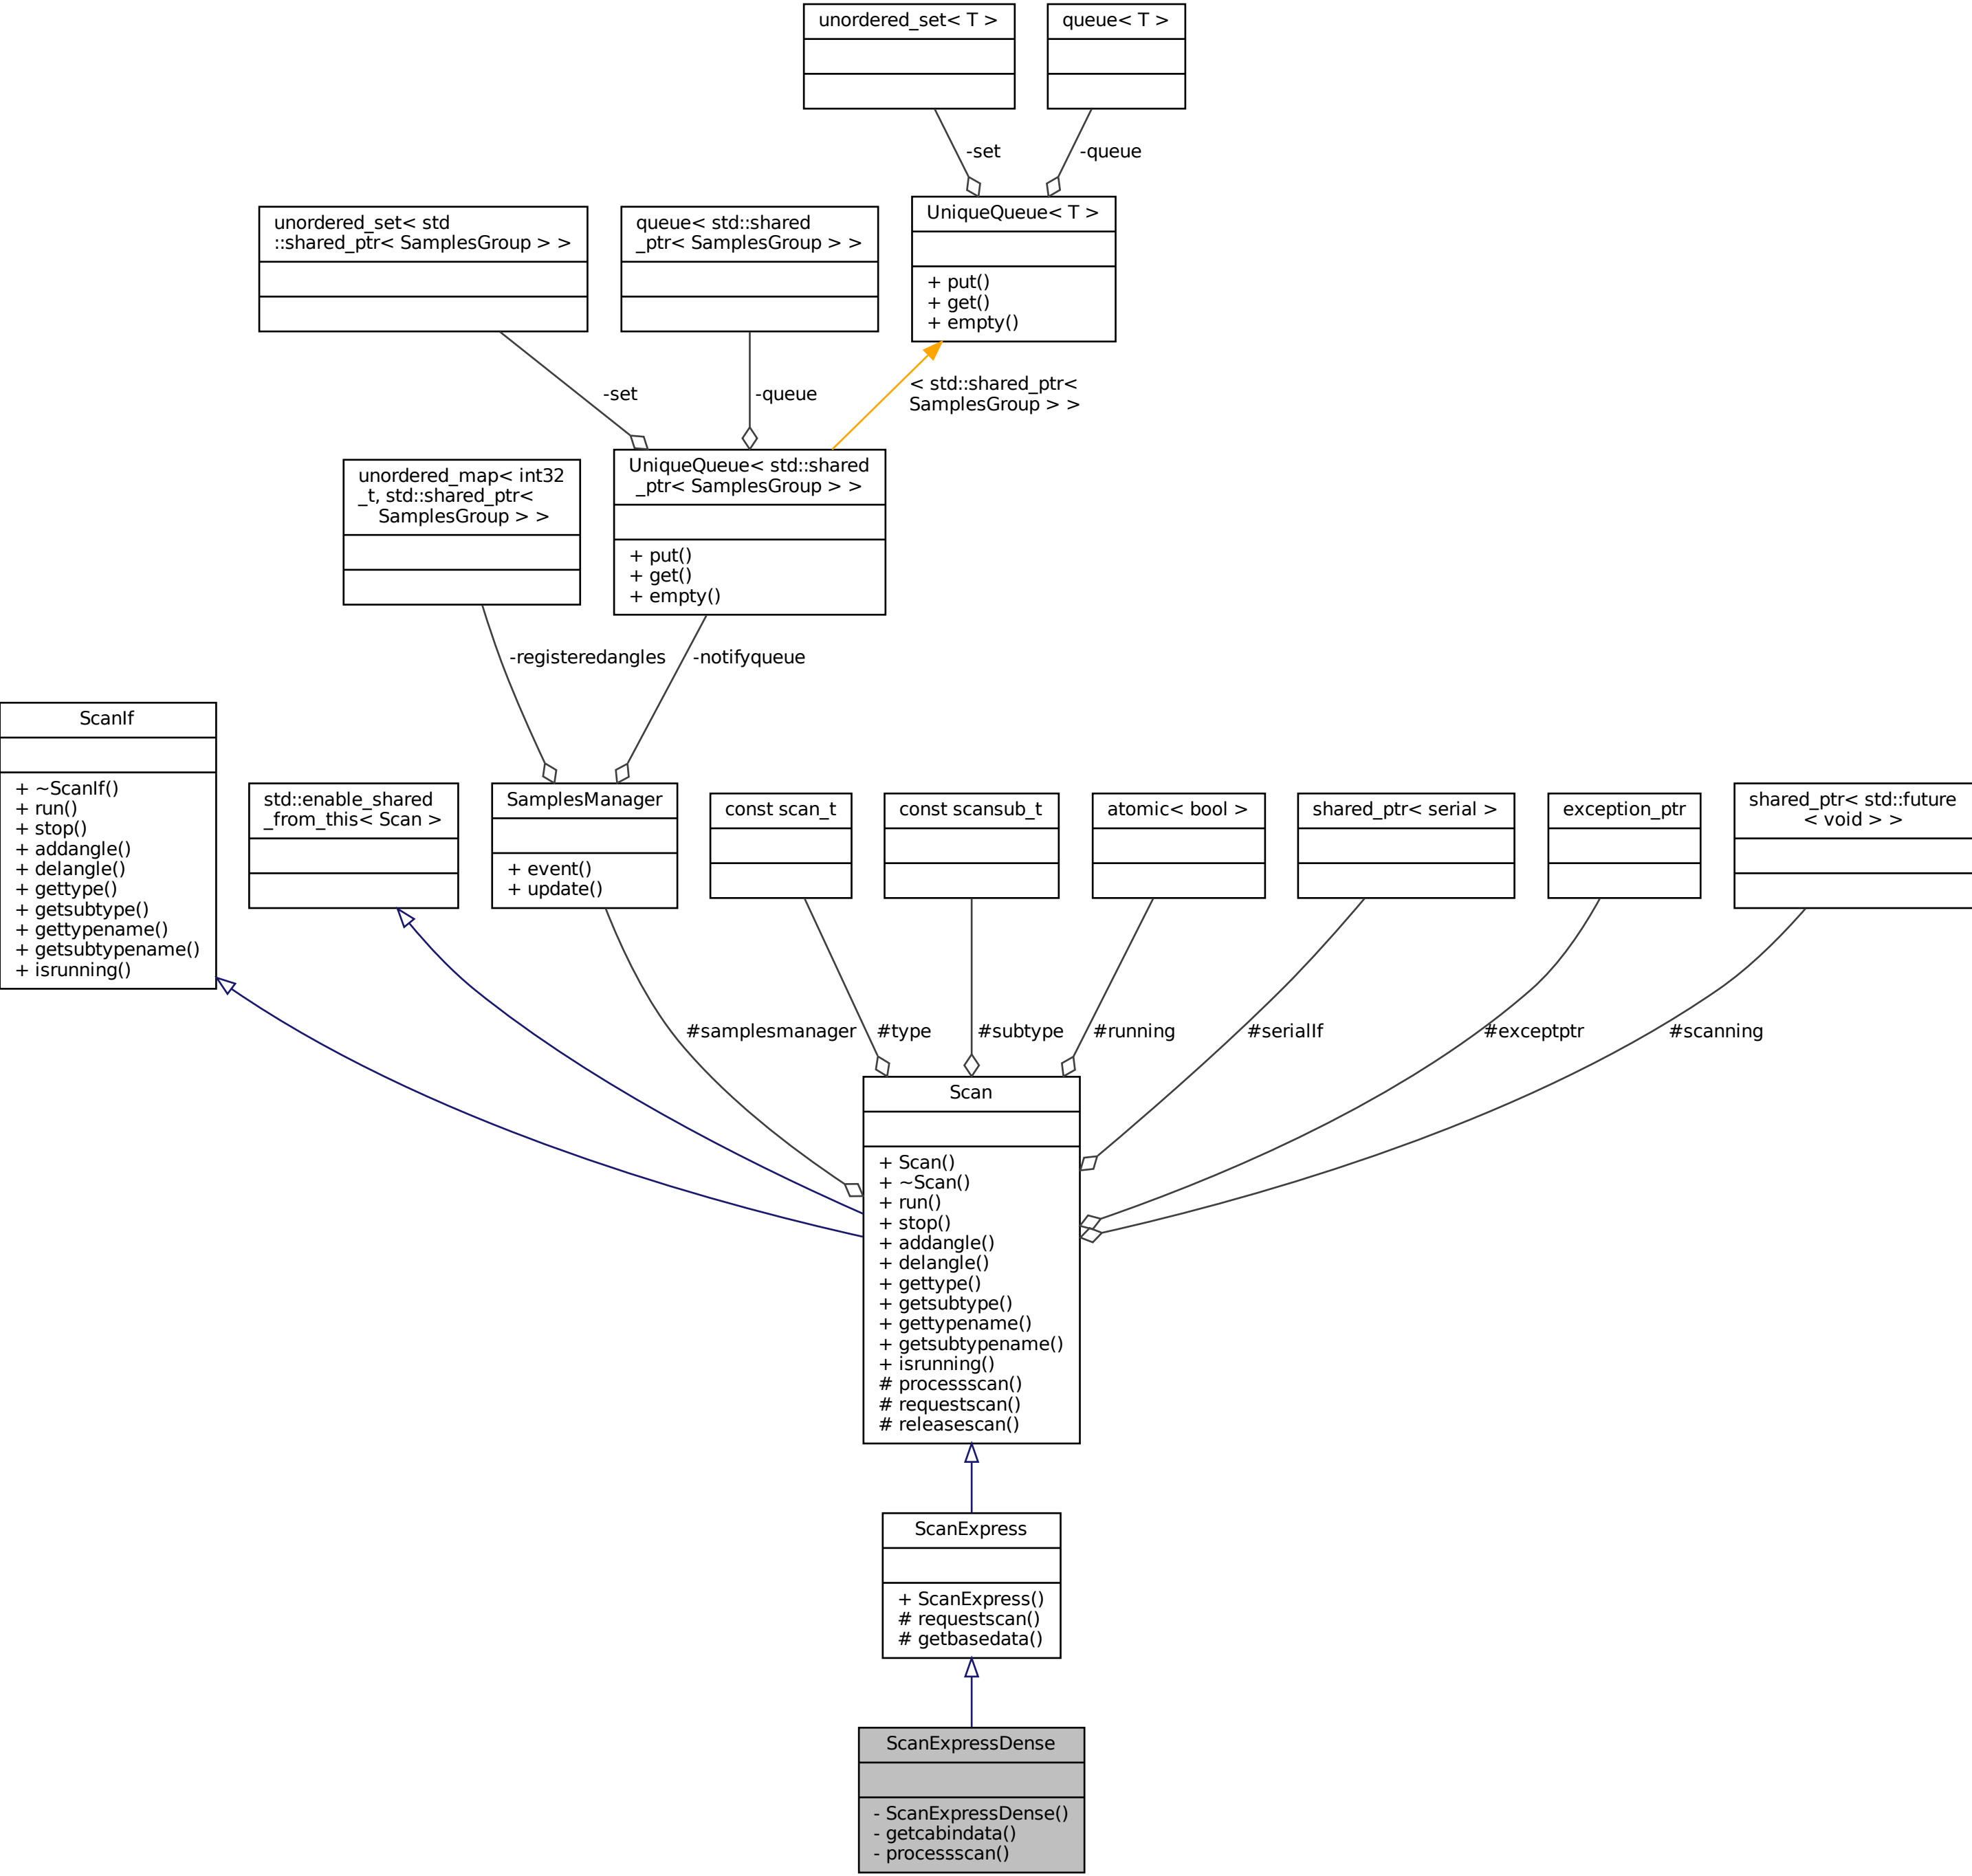 unordered_set< T >
queue< T >
-set
-queue
UniqueQueue< T >
+ put()
+ get()
+ empty()
unordered_set< std
::shared_ptr< SamplesGroup > >
queue< std::shared
_ptr< SamplesGroup > >
-set
-queue
< std::shared_ptr<
SamplesGroup > >
unordered_map< int32
_t, std::shared_ptr<
SamplesGroup > >
UniqueQueue< std::shared
_ptr< SamplesGroup > >
+ put()
+ get()
+ empty()
-registeredangles
-notifyqueue
ScanIf
+ ~ScanIf()
+ run()
+ stop()
+ addangle()
+ delangle()
+ gettype()
+ getsubtype()
+ gettypename()
+ getsubtypename()
+ isrunning()
std::enable_shared
_from_this< Scan >
SamplesManager
+ event()
+ update()
const scan_t
const scansub_t
atomic< bool >
shared_ptr< serial >
exception_ptr
shared_ptr< std::future
< void > >
#samplesmanager
#type
#subtype
#running
#serialIf
#exceptptr
#scanning
Scan
+ Scan()
+ ~Scan()
+ run()
+ stop()
+ addangle()
+ delangle()
+ gettype()
+ getsubtype()
+ gettypename()
+ getsubtypename()
+ isrunning()
# processscan()
# requestscan()
# releasescan()
ScanExpress
+ ScanExpress()
# requestscan()
# getbasedata()
ScanExpressDense
- ScanExpressDense()
- getcabindata()
- processscan()